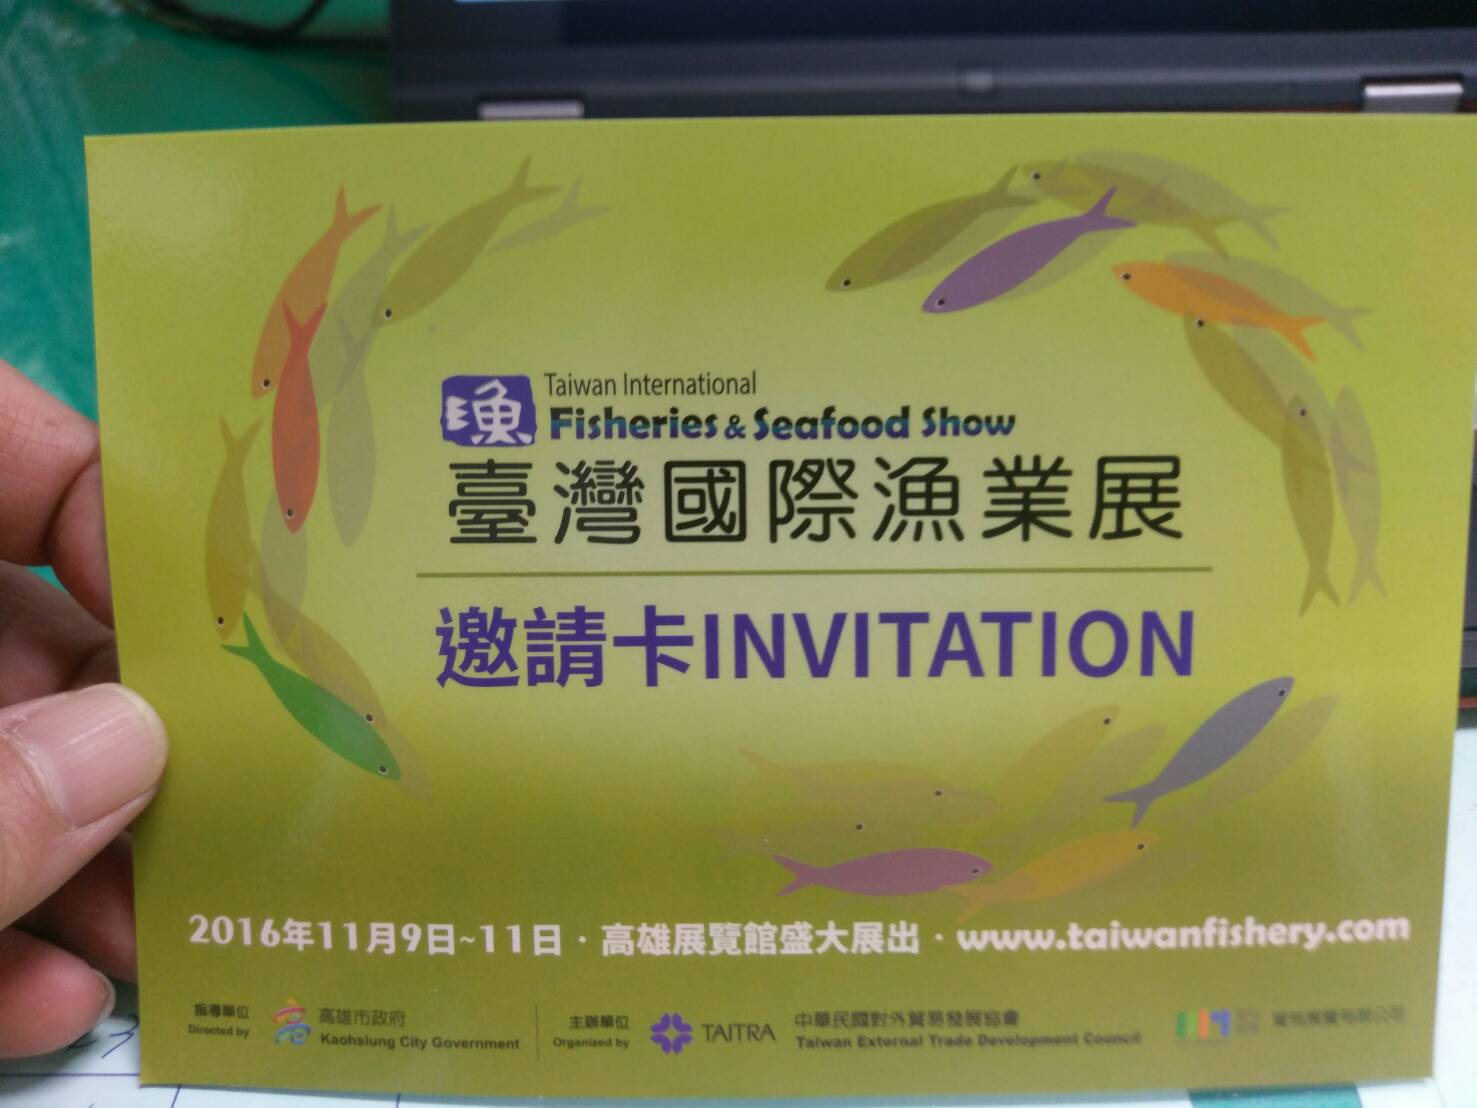 漁
Taiwan International
Fisheries & Seafood Show
臺灣國際漁業展
邀請卡INVITATION
2016年11月9日~11日·高雄展覽館盛大展出·www.taiwanfishery.com
指導單位
Directed by
高雄市政府
Kaohsiung City Government
主辦單位
Organized by
TAITRA
中華民國對外貿易發展協會
Taiwan External Trade Development Council